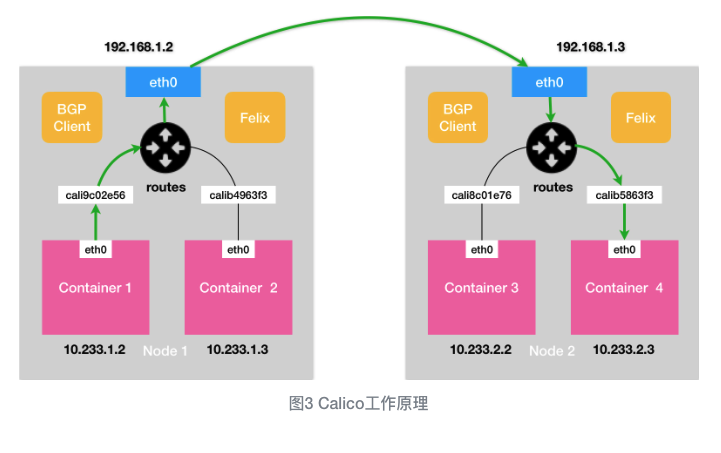 192.168.1.2
192.168.1.3
eth0
eth0
BGP
Client
Felix
BGP
Client
Felix
routes
routes
cali9c02e56
calib4963f3
cali8c01e76
calib5863f3
eth0
eth0
eth0
eth0
Container 1
Container 2
Container 3
Container 4
10.233.1.2
Node 1
10.233.1.3
10.233.2.2
Node 2
10.233.2.3
图3 Calico工作原理